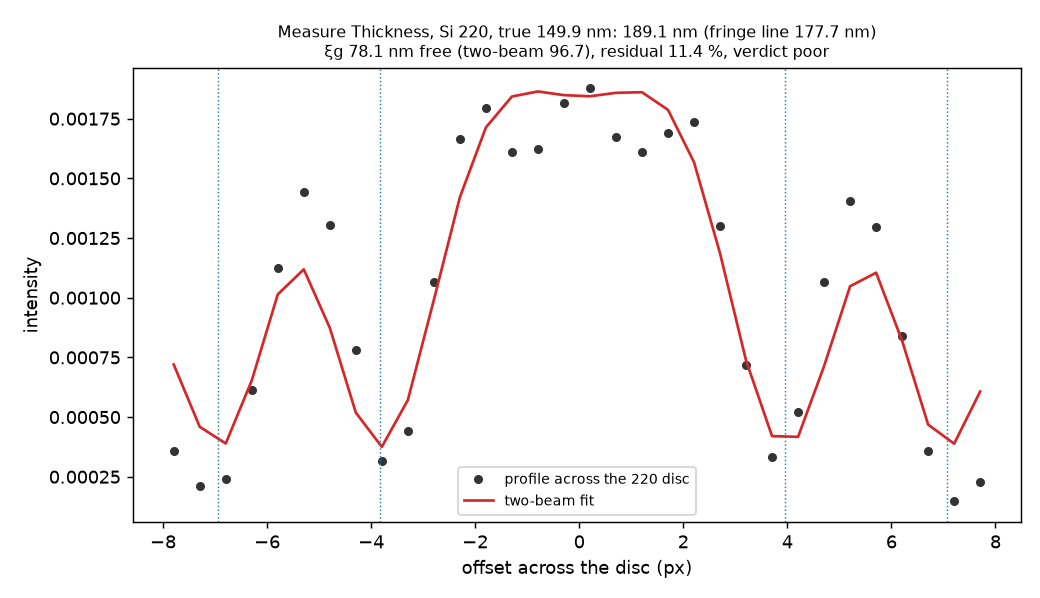 Measure Thickness, Si 220, true 149.9 nm: 189.1 nm (fringe line 177.7 nm)
ξg 78.1 nm free (two-beam 96.7), residual 11.4 %, verdict poor
0.00175
0.00150
0.00125
0.00100
0.00075
0.00050
0.00025
intensity
profile across the 220 disc
two-beam fit
−8 −6 −4 −2 0 2 4 6 8
offset across the disc (px)